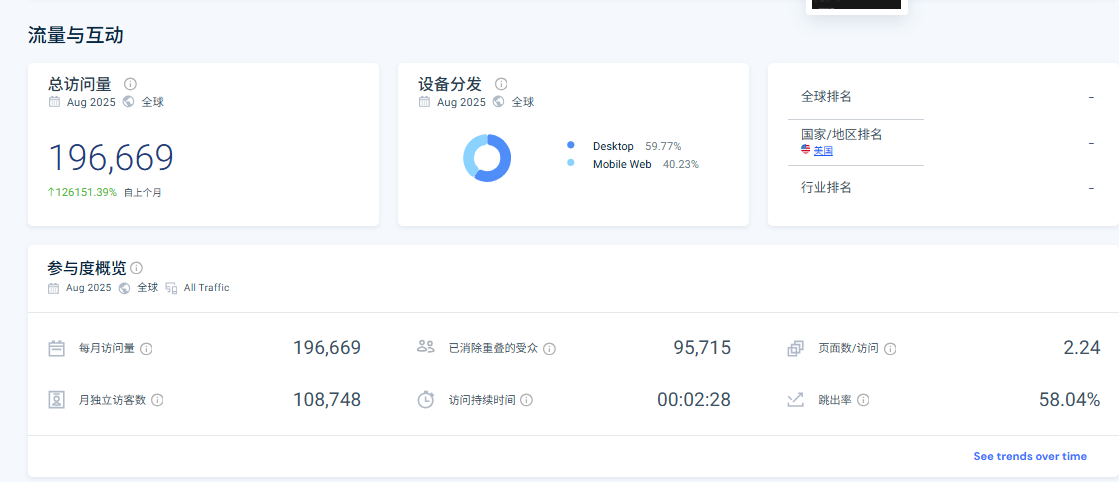 流量与互动
总访问量
Aug 2025 全球
196,669
↑126151.39% 自上个月
设备分发
Aug 2025 全球
Desktop 59.77%
Mobile Web 40.23%
全球排名 -
国家/地区排名 -
美国
行业排名 -
参与度概览
Aug 2025 全球 All Traffic
每月访问量 196,669
已消除重叠的受众 95,715
页面数/访问 2.24
月独立访客数 108,748
访问持续时间 00:02:28
跳出率 58.04%
See trends over time